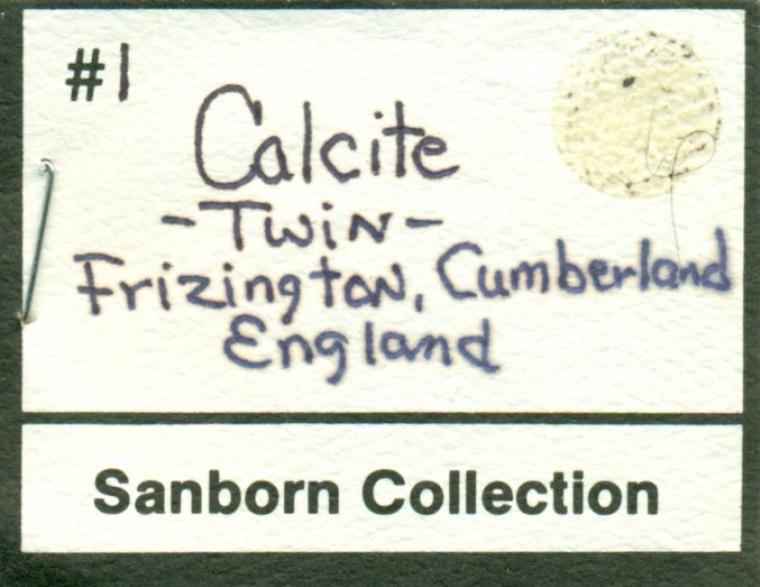 #1
Calcite
-Twin-
Frizington, Cumberland
England
Sanborn Collection